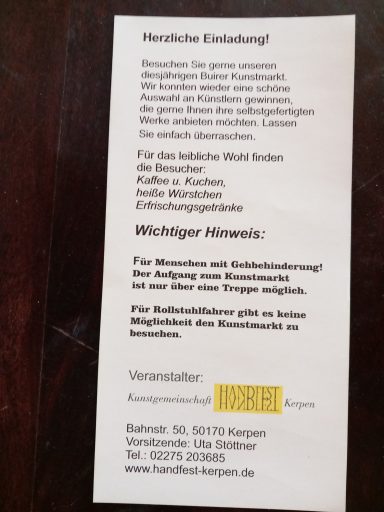 Herzliche Einladung!
Besuchen Sie gerne unseren
diesjährigen Buirer Kunstmarkt.
Wir konnten wieder eine schöne
Auswahl an Künstlern gewinnen,
die gerne Ihnen ihre selbstgefertigten
Werke anbieten möchten. Lassen
Sie einfach überraschen.
Für das leibliche Wohl finden
die Besucher:
Kaffee u. Kuchen,
heiße Würstchen
Erfrischungsgetränke
Wichtiger Hinweis:
Für Menschen mit Gehbehinderung!
Der Aufgang zum Kunstmarkt
ist nur über eine Treppe möglich.
Für Rollstuhlfahrer gibt es keine
Möglichkeit den Kunstmarkt zu
besuchen.
Veranstalter:
Kunstgemeinschaft HANDFEST Kerpen
Bahnstr. 50, 50170 Kerpen
Vorsitzende: Uta Stöttner
Tel.: 02275 203685
www.handfest-kerpen.de